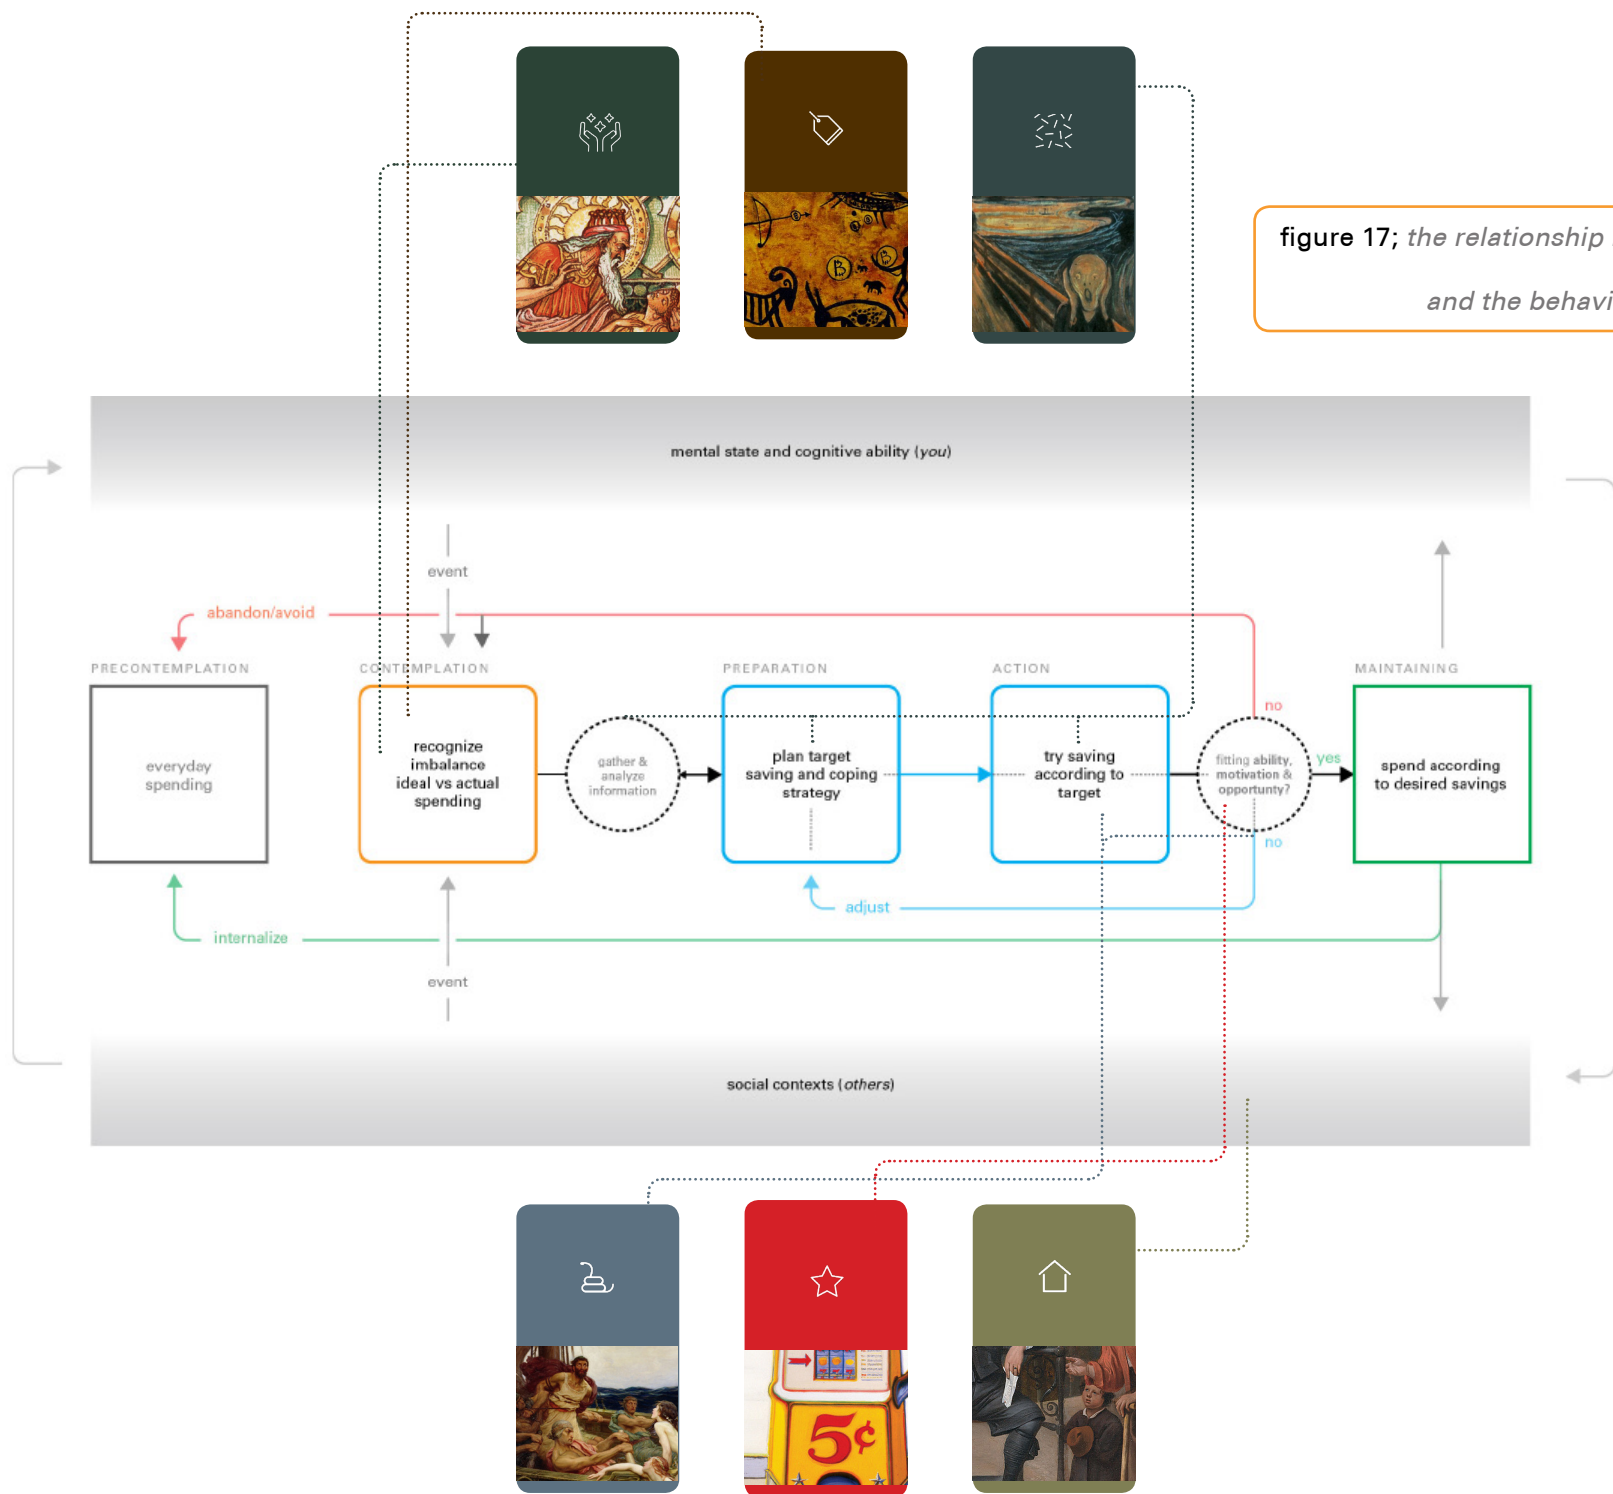 figure 17; the relationship
and the behavi
mental state and cognitive ability (you)
event
abandon/avoid
PRECONTEMPLATION
CONTEMPLATION
PREPARATION
ACTION
MAINTAINING
everyday
spending
recognize
imbalance
ideal vs actual
spending
gather &
analyze
information
plan target
saving and coping
strategy
try saving
according to
target
no
fitting ability,
motivation &
opportunty?
no
yes
spend according
to desired savings
adjust
internalize
event
social contexts (others)
5¢